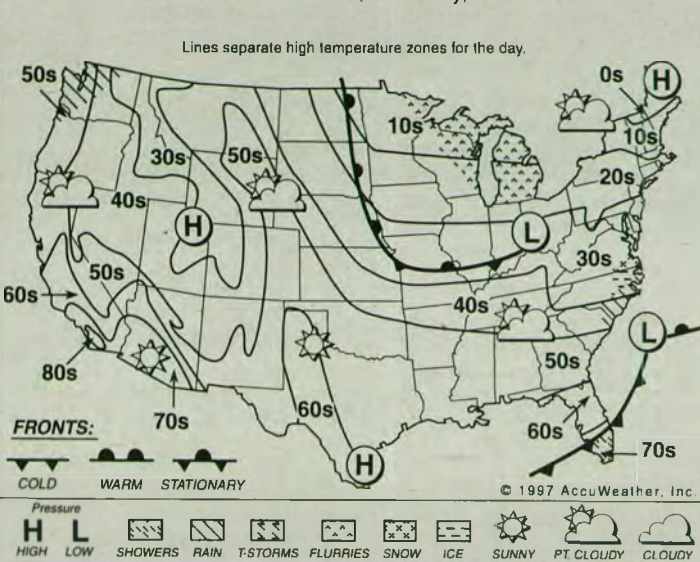 Lines separate high temperature zones for the day.
50s
0s
H
10s
10s
30s
50s
20s
40s
H
L
30s
50s
60s
40s
L
80s
50s
70s
60s
60s
70s
H
FRONTS:
COLD WARM STATIONARY
© 1997 AccuWeather, Inc.
Pressure
H L
HIGH LOW SHOWERS RAIN T-STORMS FLURRIES SNOW ICE SUNNY PT. CLOUDY CLOUDY